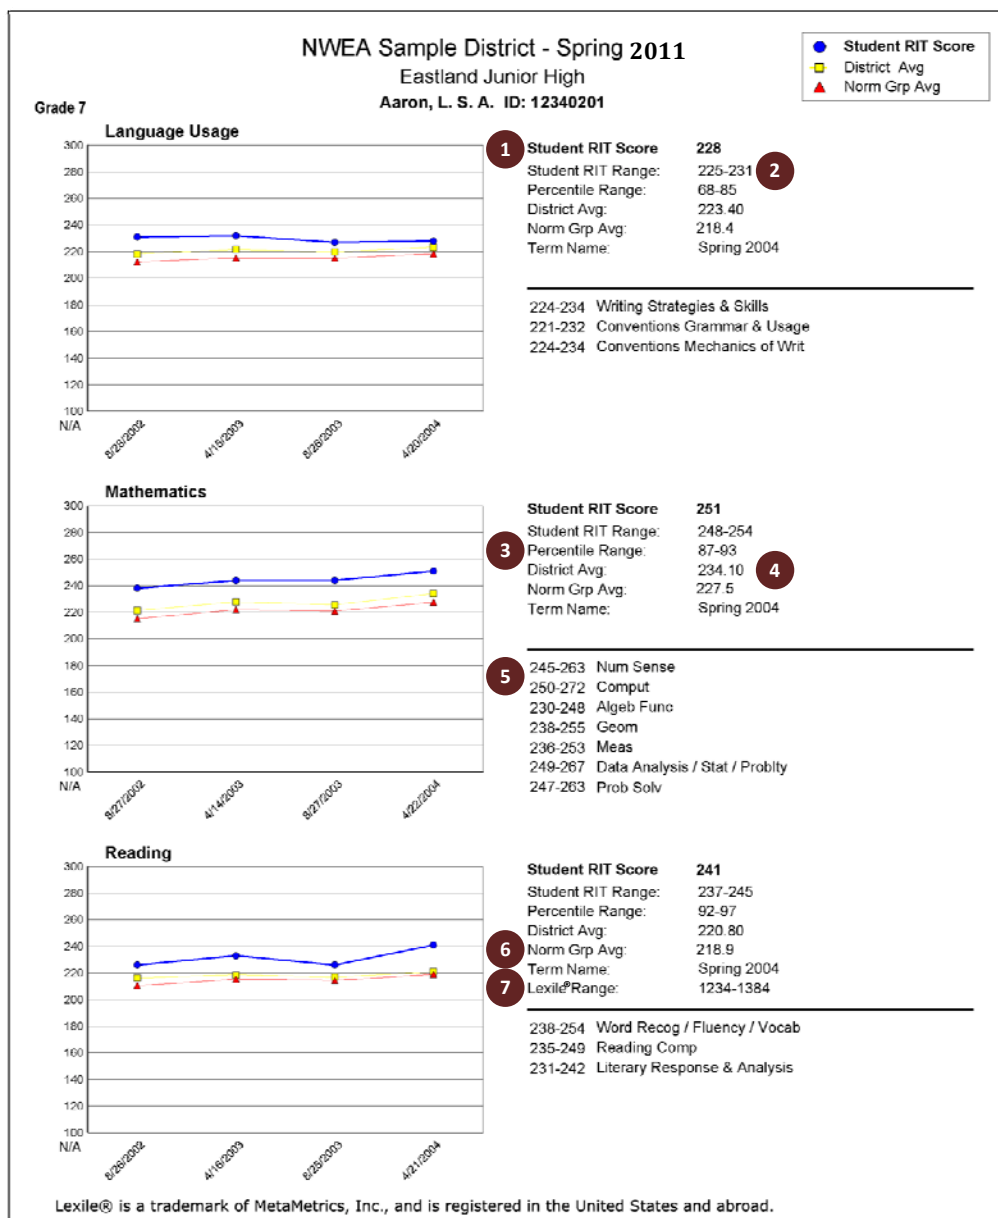 NWEA Sample District - Spring 2011
Eastland Junior High
Aaron, L. S. A. ID: 12340201
Student RIT Score
District Avg
Norm Grp Avg
Grade 7
Language Usage
300
280
260
240
220
200
180
160
140
120
100
N/A
8/28/2002
4/15/2003
8/26/2003
4/20/2004
1 Student RIT Score 228
Student RIT Range: 225-231 2
Percentile Range: 68-85
District Avg: 223.40
Norm Grp Avg: 218.4
Term Name: Spring 2004
224-234 Writing Strategies & Skills
221-232 Conventions Grammar & Usage
224-234 Conventions Mechanics of Writ
Mathematics
300
280
260
240
220
200
180
160
140
120
100
N/A
8/27/2002
4/14/2003
8/27/2003
4/22/2004
Student RIT Score 251
Student RIT Range: 248-254
3 Percentile Range: 87-93
District Avg: 234.10 4
Norm Grp Avg: 227.5
Term Name: Spring 2004
5 245-263 Num Sense
250-272 Comput
230-248 Algeb Func
238-255 Geom
236-253 Meas
249-267 Data Analysis / Stat / Problty
247-263 Prob Solv
Reading
300
280
260
240
220
200
180
160
140
120
100
N/A
8/26/2002
4/16/2003
8/25/2003
4/21/2004
Student RIT Score 241
Student RIT Range: 237-245
Percentile Range: 92-97
District Avg: 220.80
6 Norm Grp Avg: 218.9
Term Name: Spring 2004
7 Lexile® Range: 1234-1384
238-254 Word Recog / Fluency / Vocab
235-249 Reading Comp
231-242 Literary Response & Analysis
Lexile® is a trademark of MetaMetrics, Inc., and is registered in the United States and abroad.